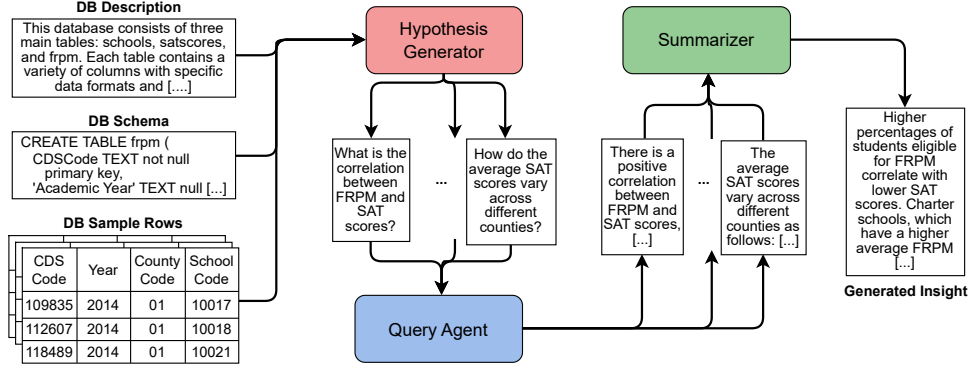 DB Description
This database consists of three
main tables: schools, satscores,
and frpm. Each table contains a
variety of columns with specific
data formats and [....]
DB Schema
CREATE TABLE frpm (
CDSCode TEXT not null
primary key,
'Academic Year' TEXT null [...]
DB Sample Rows
CDS Code Year County Code School Code
109835 2014 01 10017
112607 2014 01 10018
118489 2014 01 10021
Hypothesis
Generator
What is the
correlation
between
FRPM and
SAT
scores?
...
How do the
average SAT
scores vary
across
different
counties?
Query Agent
Summarizer
There is a
positive
correlation
between
FRPM and
SAT scores,
[...]
...
The
average
SAT scores
vary across
different
counties as
follows: [...]
Higher
percentages of
students eligible
for FRPM
correlate with
lower SAT
scores. Charter
schools, which
have a higher
average FRPM
[...]
Generated Insight